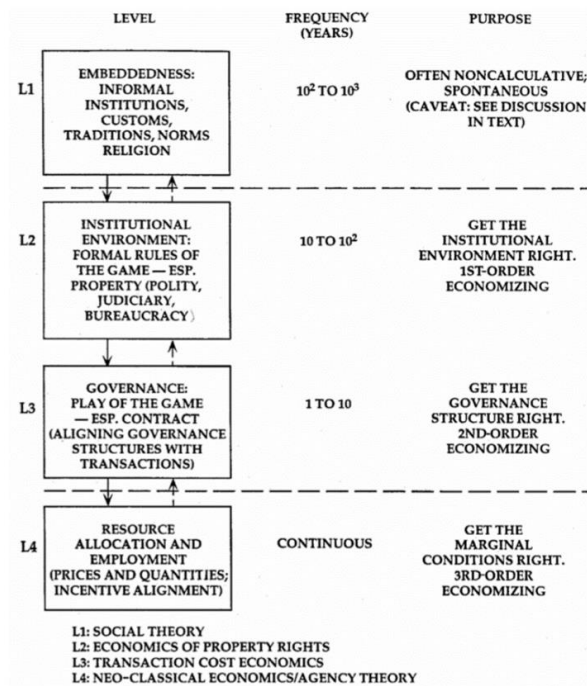 LEVEL
FREQUENCY
(YEARS)
PURPOSE
L1
EMBEDDEDNESS:
INFORMAL
INSTITUTIONS,
CUSTOMS,
TRADITIONS, NORMS
RELIGION
10² TO 10³
OFTEN NONCALCULATIVE;
SPONTANEOUS
(CAVEAT: SEE DISCUSSION
IN TEXT)
L2
INSTITUTIONAL
ENVIRONMENT:
FORMAL RULES OF
THE GAME — ESP.
PROPERTY (POLITY,
JUDICIARY,
BUREAUCRACY)
10 TO 10²
GET THE
INSTITUTIONAL
ENVIRONMENT RIGHT.
1ST-ORDER
ECONOMIZING
L3
GOVERNANCE:
PLAY OF THE GAME
— ESP. CONTRACT
(ALIGNING GOVERNANCE
STRUCTURES WITH
TRANSACTIONS)
1 TO 10
GET THE
GOVERNANCE
STRUCTURE RIGHT.
2ND-ORDER
ECONOMIZING
L4
RESOURCE
ALLOCATION AND
EMPLOYMENT
(PRICES AND QUANTITIES;
INCENTIVE ALIGNMENT)
CONTINUOUS
GET THE
MARGINAL
CONDITIONS RIGHT.
3RD-ORDER
ECONOMIZING
L1: SOCIAL THEORY
L2: ECONOMICS OF PROPERTY RIGHTS
L3: TRANSACTION COST ECONOMICS
L4: NEO-CLASSICAL ECONOMICS/AGENCY THEORY